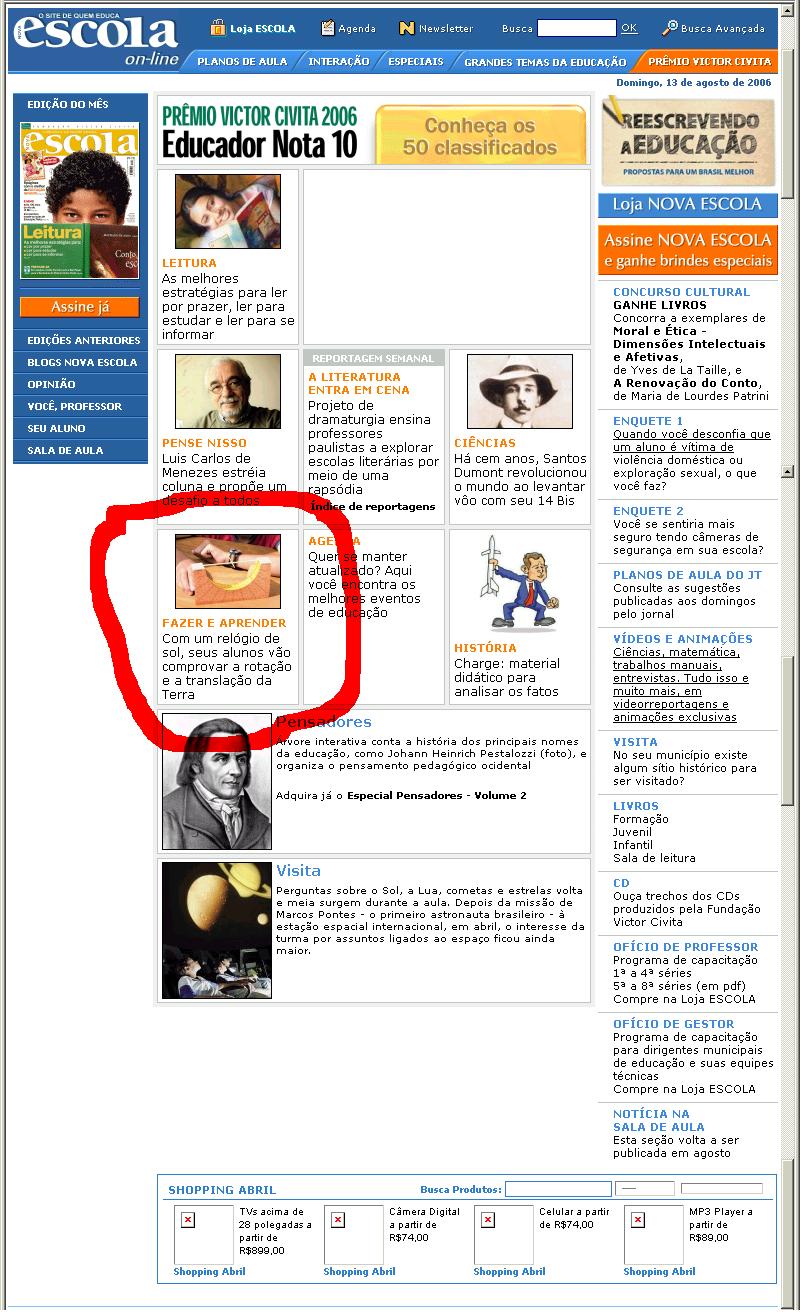 O SITE DE QUEM EDUCA
NOVA
escola
on-line
Loja ESCOLA
Agenda
Newsletter
Busca
OK
Busca Avançada
PLANOS DE AULA
INTERAÇÃO
ESPECIAIS
GRANDES TEMAS DA EDUCAÇÃO
PRÊMIO VICTOR CIVITA
Domingo, 13 de agosto de 2006
EDIÇÃO DO MÊS
escola
Leitura
Assine já
EDIÇÕES ANTERIORES
BLOGS NOVA ESCOLA
OPINIÃO
VOCÊ, PROFESSOR
SEU ALUNO
SALA DE AULA
PRÊMIO VICTOR CIVITA 2006
Educador Nota 10
Conheça os
50 classificados
LEITURA
As melhores
estratégias para ler
por prazer, ler para
estudar e ler para se
informar
PENSE NISSO
Luis Carlos de
Menezes estréia
coluna e propõe um
desafio a todos
REPORTAGEM SEMANAL
A LITERATURA
ENTRA EM CENA
Projeto de
dramaturgia ensina
professores
paulistas a explorar
escolas literárias por
meio de uma
rapsódia
Índice de reportagens
CIÊNCIAS
Há cem anos, Santos
Dumont revolucionou
o mundo ao levantar
vôo com seu 14 Bis
FAZER E APRENDER
Com um relógio de
sol, seus alunos vão
comprovar a rotação
e a translação da
Terra
AGENDA
Quer se manter
atualizado? Aqui
você encontra os
melhores eventos
de educação
HISTÓRIA
Charge: material
didático para
analisar os fatos
Pensadores
Árvore interativa conta a história dos principais nomes
da educação, como Johann Heinrich Pestalozzi (foto), e
organiza o pensamento pedagógico ocidental
Adquira já o Especial Pensadores - Volume 2
Visita
Perguntas sobre o Sol, a Lua, cometas e estrelas volta
e meia surgem durante a aula. Depois da missão de
Marcos Pontes - o primeiro astronauta brasileiro - à
estação espacial internacional, em abril, o interesse da
turma por assuntos ligados ao espaço ficou ainda
maior.
REESCREVENDO
A EDUCAÇÃO
PROPOSTAS PARA UM BRASIL MELHOR
Loja NOVA ESCOLA
Assine NOVA ESCOLA
e ganhe brindes especiais
CONCURSO CULTURAL
GANHE LIVROS
Concorra a exemplares de
Moral e Ética -
Dimensões Intelectuais
e Afetivas,
de Yves de La Taille, e
A Renovação do Conto,
de Maria de Lourdes Patrini
ENQUETE 1
Quando você desconfia que
um aluno é vítima de
violência doméstica ou
exploração sexual, o que
você faz?
ENQUETE 2
Você se sentiria mais
seguro tendo câmeras de
segurança em sua escola?
PLANOS DE AULA DO JT
Consulte as sugestões
publicadas aos domingos
pelo jornal
VÍDEOS E ANIMAÇÕES
Ciências, matemática,
trabalhos manuais,
entrevistas. Tudo isso e
muito mais, em
videorreportagens e
animações exclusivas
VISITA
No seu município existe
algum sítio histórico para
ser visitado?
LIVROS
Formação
Juvenil
Infantil
Sala de leitura
CD
Ouça trechos dos CDs
produzidos pela Fundação
Victor Civita
OFÍCIO DE PROFESSOR
Programa de capacitação
1ª a 4ª séries
5ª a 8ª séries (em pdf)
Compre na Loja ESCOLA
OFÍCIO DE GESTOR
Programa de capacitação
para dirigentes municipais
de educação e suas equipes
técnicas
Compre na Loja ESCOLA
NOTÍCIA NA
SALA DE AULA
Esta seção volta a ser
publicada em agosto
SHOPPING ABRIL
Busca Produtos:
TVs acima de
28 polegadas a
partir de
R$899,00
Shopping Abril
Câmera Digital
a partir de
R$74,00
Shopping Abril
Celular a partir
de R$74,00
Shopping Abril
MP3 Player a
partir de
R$89,00
Shopping Abril